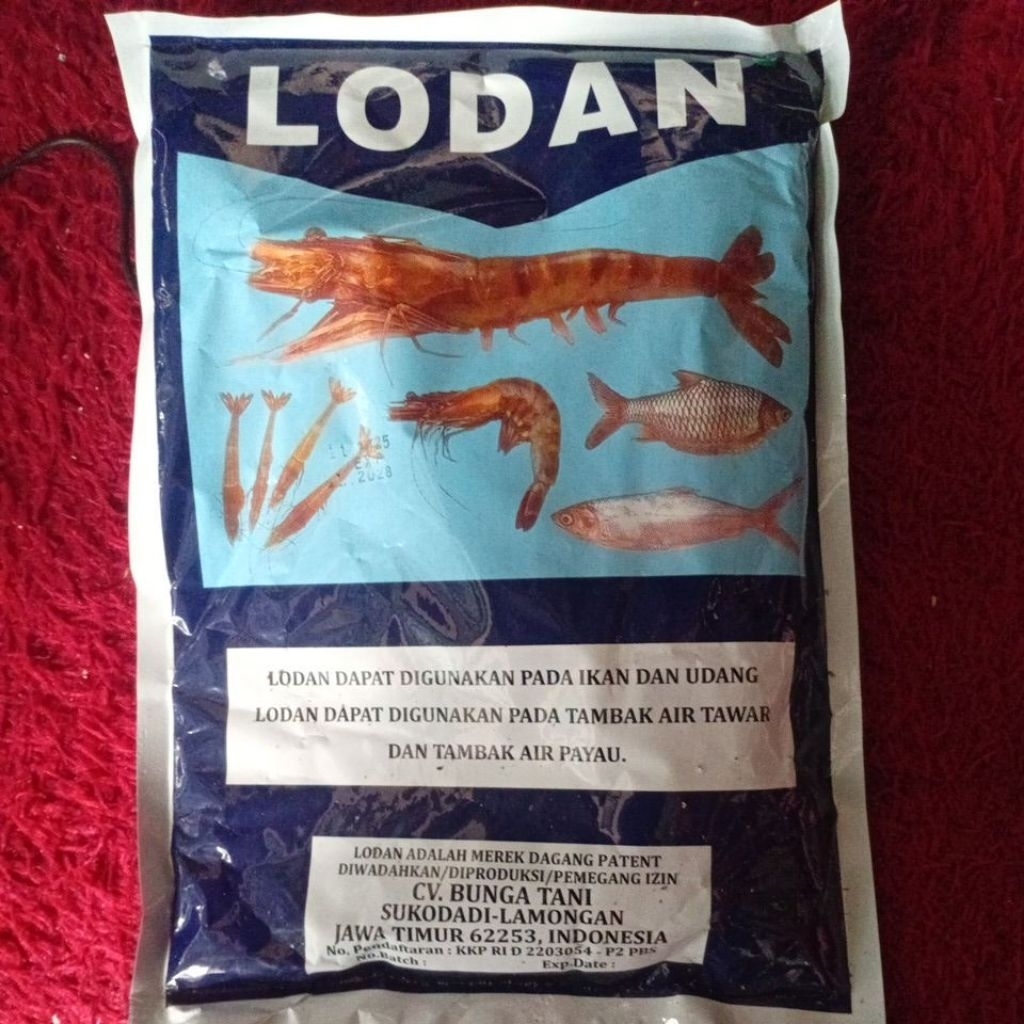 LODAN
2028
LODAN DAPAT DIGUNAKAN PADA IKAN DAN UDANG
LODAN DAPAT DIGUNAKAN PADA TAMBAK AIR TAWAR
DAN TAMBAK AIR PAYAU.
LODAN ADALAH MEREK DAGANG PATENT
DIWADAHKAN/DIPRODUKSI/PEMEGANG IZIN
CV. BUNGA TANI
SUKODADI-LAMONGAN
JAWA TIMUR 62253, INDONESIA
No. Pendaftaran : KKP RI D 2203054 - P2 PBS
No.Batch : Exp-Date :